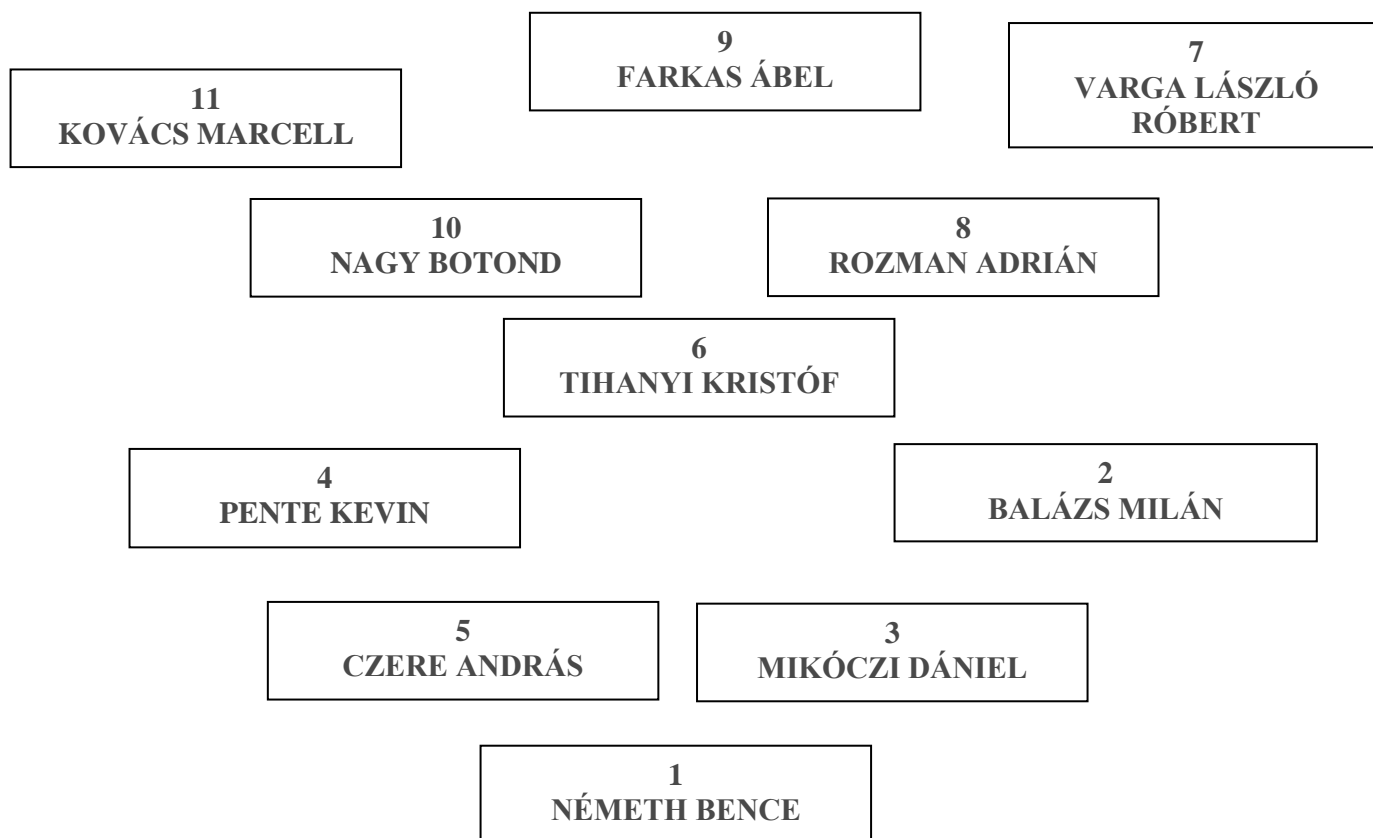 9
FARKAS ÁBEL
7
VARGA LÁSZLÓ
RÓBERT
11
KOVÁCS MARCELL
10
NAGY BOTOND
8
ROZMAN ADRIÁN
6
TIHANYI KRISTÓF
4
PENTE KEVIN
2
BALÁZS MILÁN
5
CZERE ANDRÁS
3
MIKÓCZI DÁNIEL
1
NÉMETH BENCE